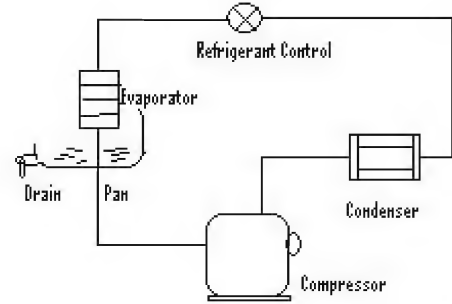 Refrigerant Control
Evaporator
Drain
Pan
Condenser
Compressor